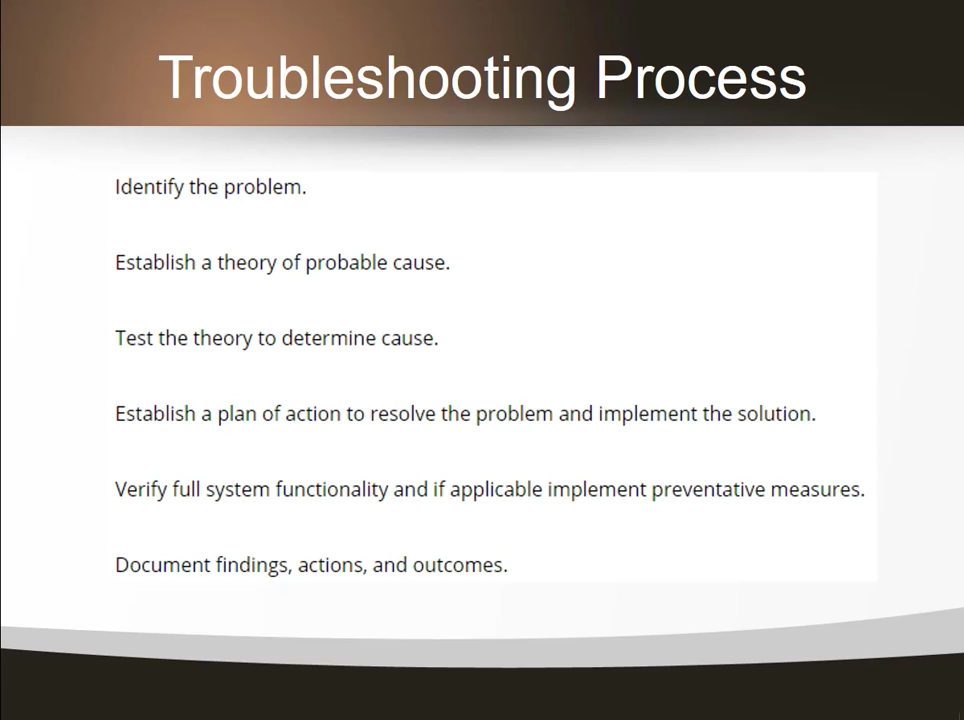 Troubleshooting Process
Identify the problem.
Establish a theory of probable cause.
Test the theory to determine cause.
Establish a plan of action to resolve the problem and implement the solution.
Verify full system functionality and if applicable implement preventative measures.
Document findings, actions, and outcomes.